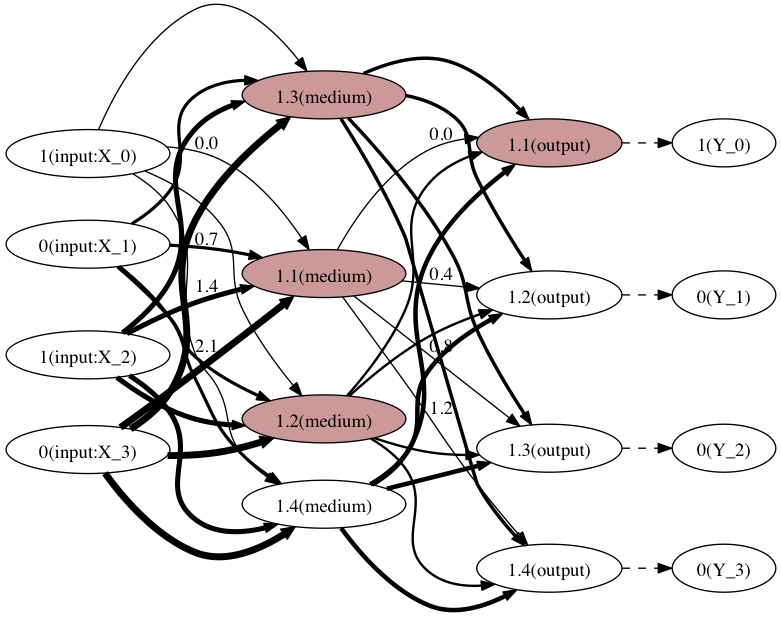 1.3(medium)
1.1(output)
1(Y_0)
0.0
0.0
1(input:X_0)
0(input:X_1)
0.7
1.1(medium)
1.4
0.4
1.2(output)
0(Y_1)
1(input:X_2)
2.1
0.8
1.2
1.2(medium)
0(input:X_3)
1.3(output)
0(Y_2)
1.4(medium)
1.4(output)
0(Y_3)